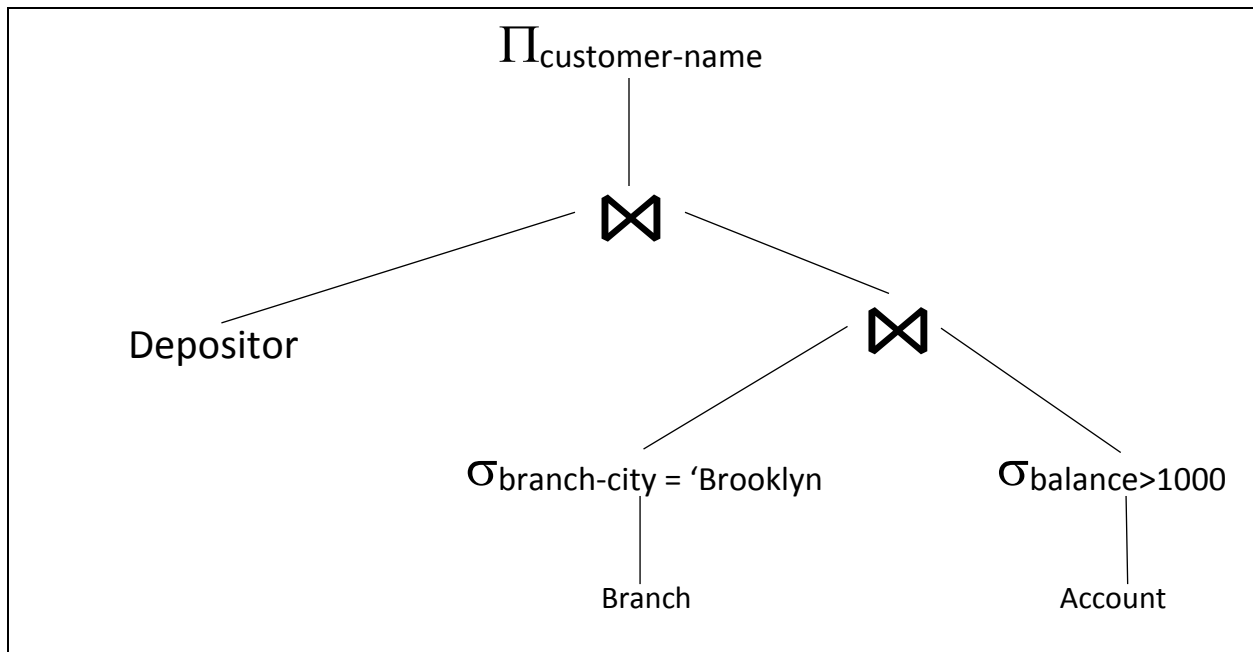 Πcustomer-name
⋈
⋈
Depositor
σbranch-city = ‘Brooklyn
σbalance>1000
Branch
Account